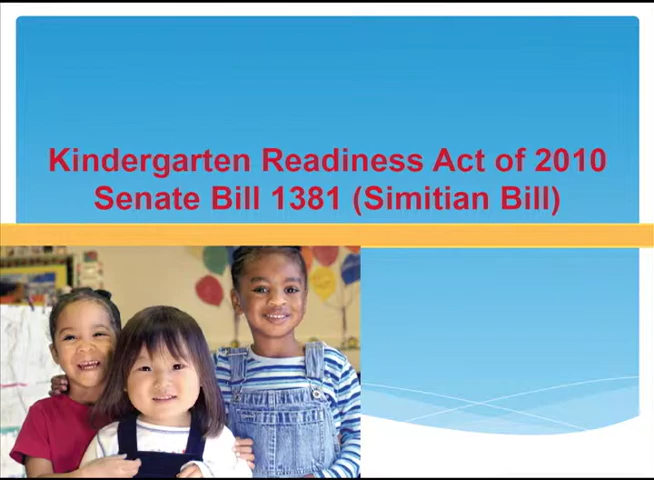 Kindergarten Readiness Act of 2010
Senate Bill 1381 (Simitian Bill)